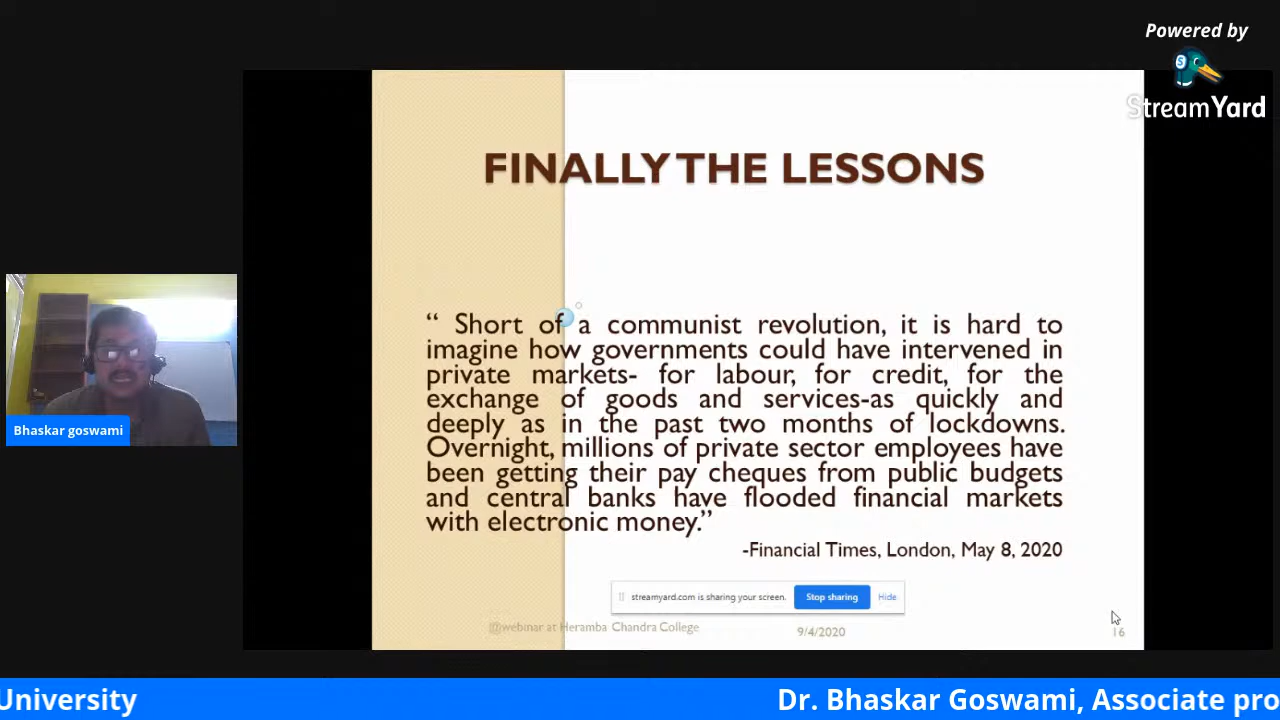 Powered by
StreamYard
FINALLY THE LESSONS
“ Short of a communist revolution, it is hard to
imagine how governments could have intervened in
private markets- for labour, for credit, for the
exchange of goods and services-as quickly and
deeply as in the past two months of lockdowns.
Overnight, millions of private sector employees have
been getting their pay cheques from public budgets
and central banks have flooded financial markets
with electronic money.”
-Financial Times, London, May 8, 2020
Bhaskar goswami
streamyard.com is sharing your screen. Stop sharing Hide
@webinar at Heramba Chandra College 9/4/2020 16
University Dr. Bhaskar Goswami, Associate pro